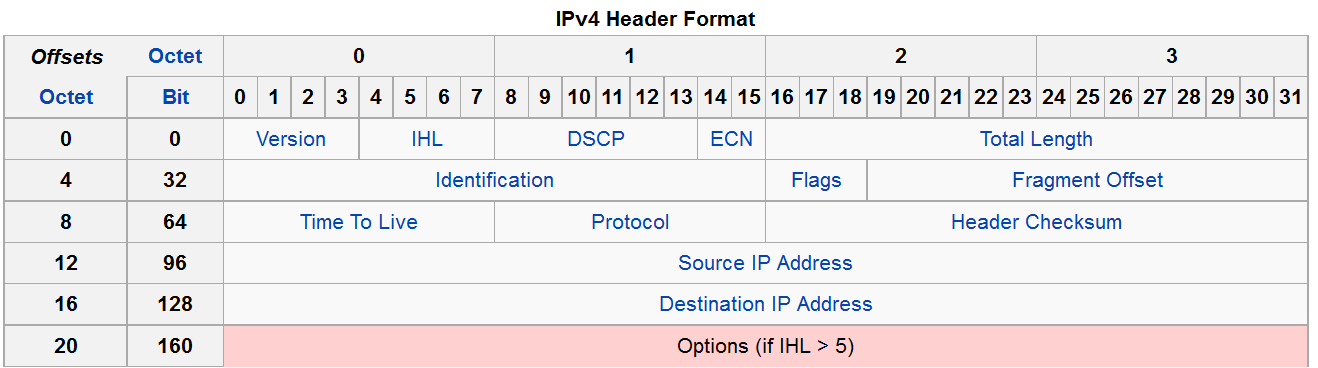 IPv4 Header Format
Offsets Octet 0 1 2 3
Octet Bit 0 1 2 3 4 5 6 7 8 9 10 11 12 13 14 15 16 17 18 19 20 21 22 23 24 25 26 27 28 29 30 31
0 0 Version IHL DSCP ECN Total Length
4 32 Identification Flags Fragment Offset
8 64 Time To Live Protocol Header Checksum
12 96 Source IP Address
16 128 Destination IP Address
20 160 Options (if IHL > 5)